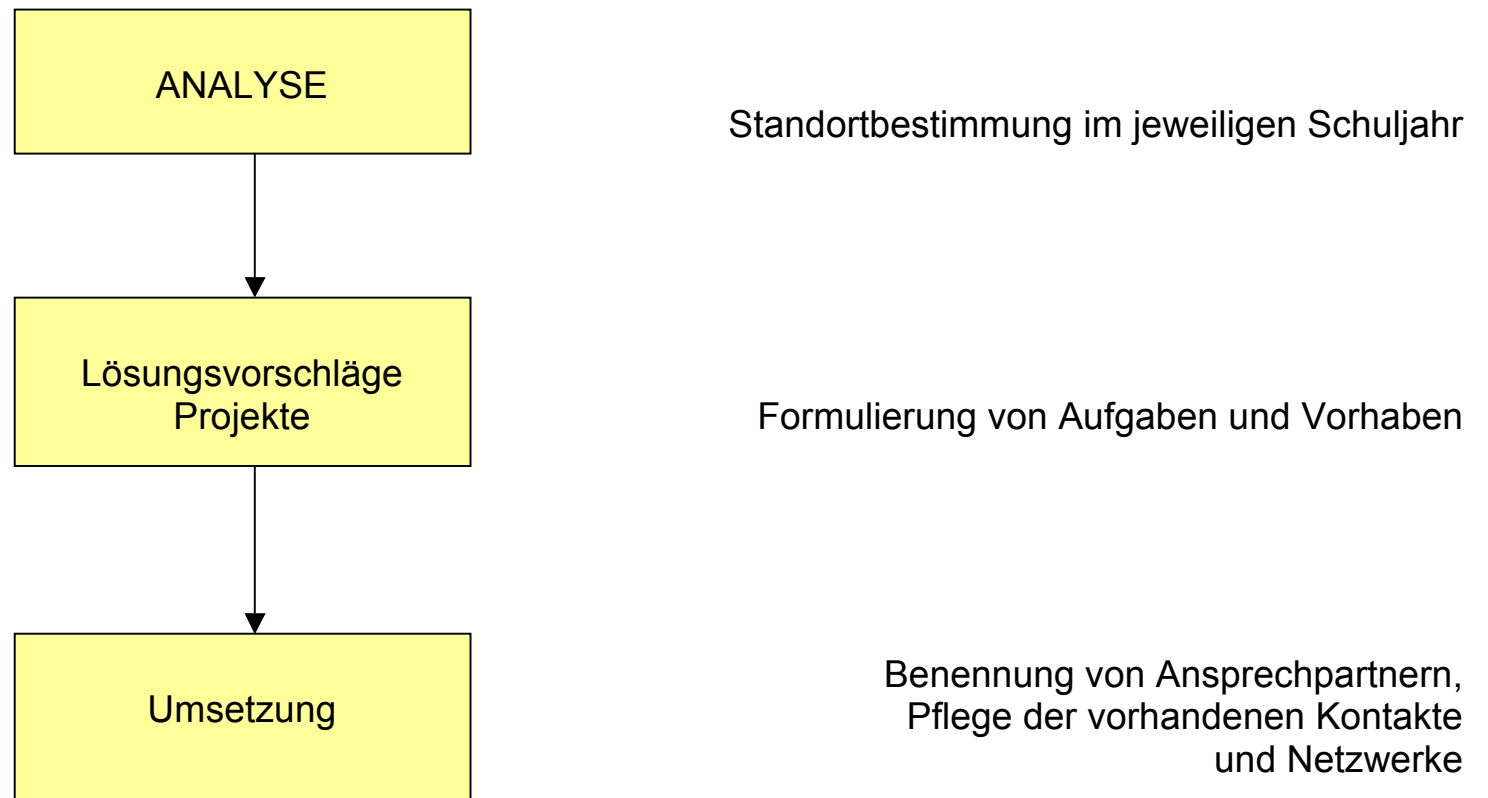 ANALYSE
Standortbestimmung im jeweiligen Schuljahr
Lösungsvorschläge
Projekte
Formulierung von Aufgaben und Vorhaben
Umsetzung
Benennung von Ansprechpartnern,
Pflege der vorhandenen Kontakte
und Netzwerke